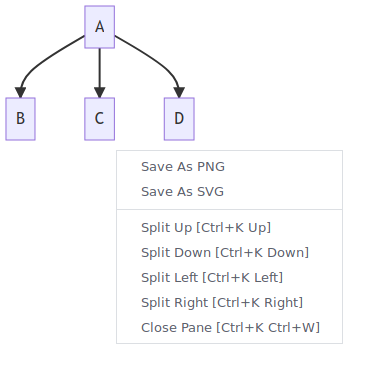 A
B C D
Save As PNG
Save As SVG
Split Up [Ctrl+K Up]
Split Down [Ctrl+K Down]
Split Left [Ctrl+K Left]
Split Right [Ctrl+K Right]
Close Pane [Ctrl+K Ctrl+W]